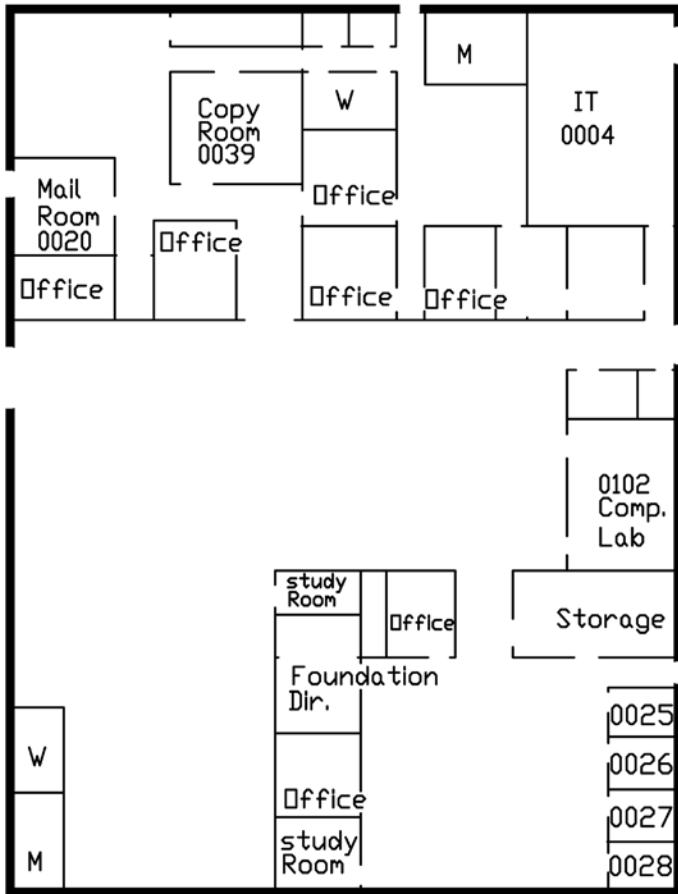 M
IT
0004
W
Copy
Room
0039
Office
Mail
Room
0020
Office
Office
Office
Office
0102
Comp.
Lab
study
Room
Office
Storage
Foundation
Dir.
0025
W
0026
Office
0027
study
Room
M
0028